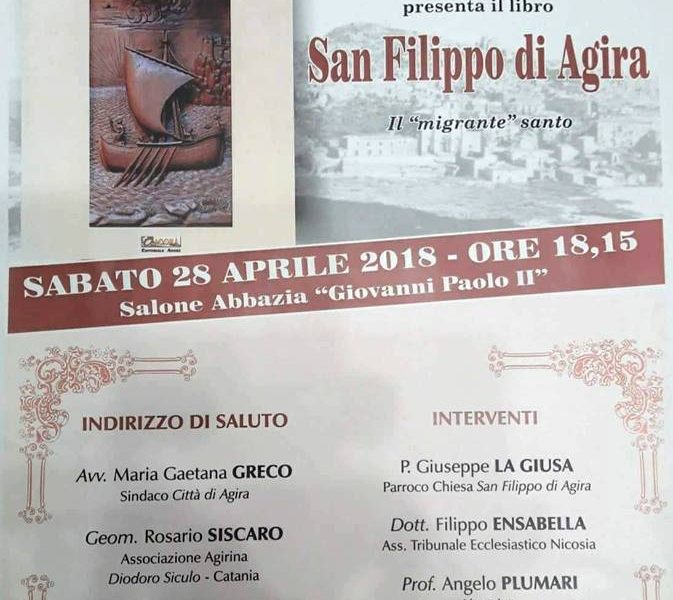 presenta il libro
San Filippo di Agira
Il "migrante" santo
SABATO 28 APRILE 2018 - ORE 18,15
Salone Abbazia "Giovanni Paolo II"
INDIRIZZO DI SALUTO
Avv. Maria Gaetana GRECO
Sindaco Città di Agira
Geom. Rosario SISCARO
Associazione Agirina
Diodoro Siculo - Catania
INTERVENTI
P. Giuseppe LA GIUSA
Parroco Chiesa San Filippo di Agira
Dott. Filippo ENSABELLA
Ass. Tribunale Ecclesiastico Nicosia
Prof. Angelo PLUMARI